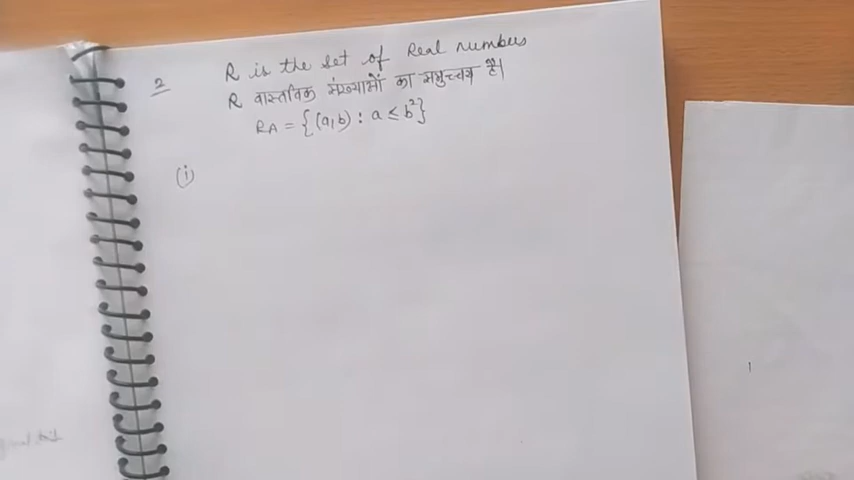 2 R is the set of Real numbers
R वास्तविक संख्याओं का समुच्चय है।
RA = {(a,b) : a ≤ b²}
(i)